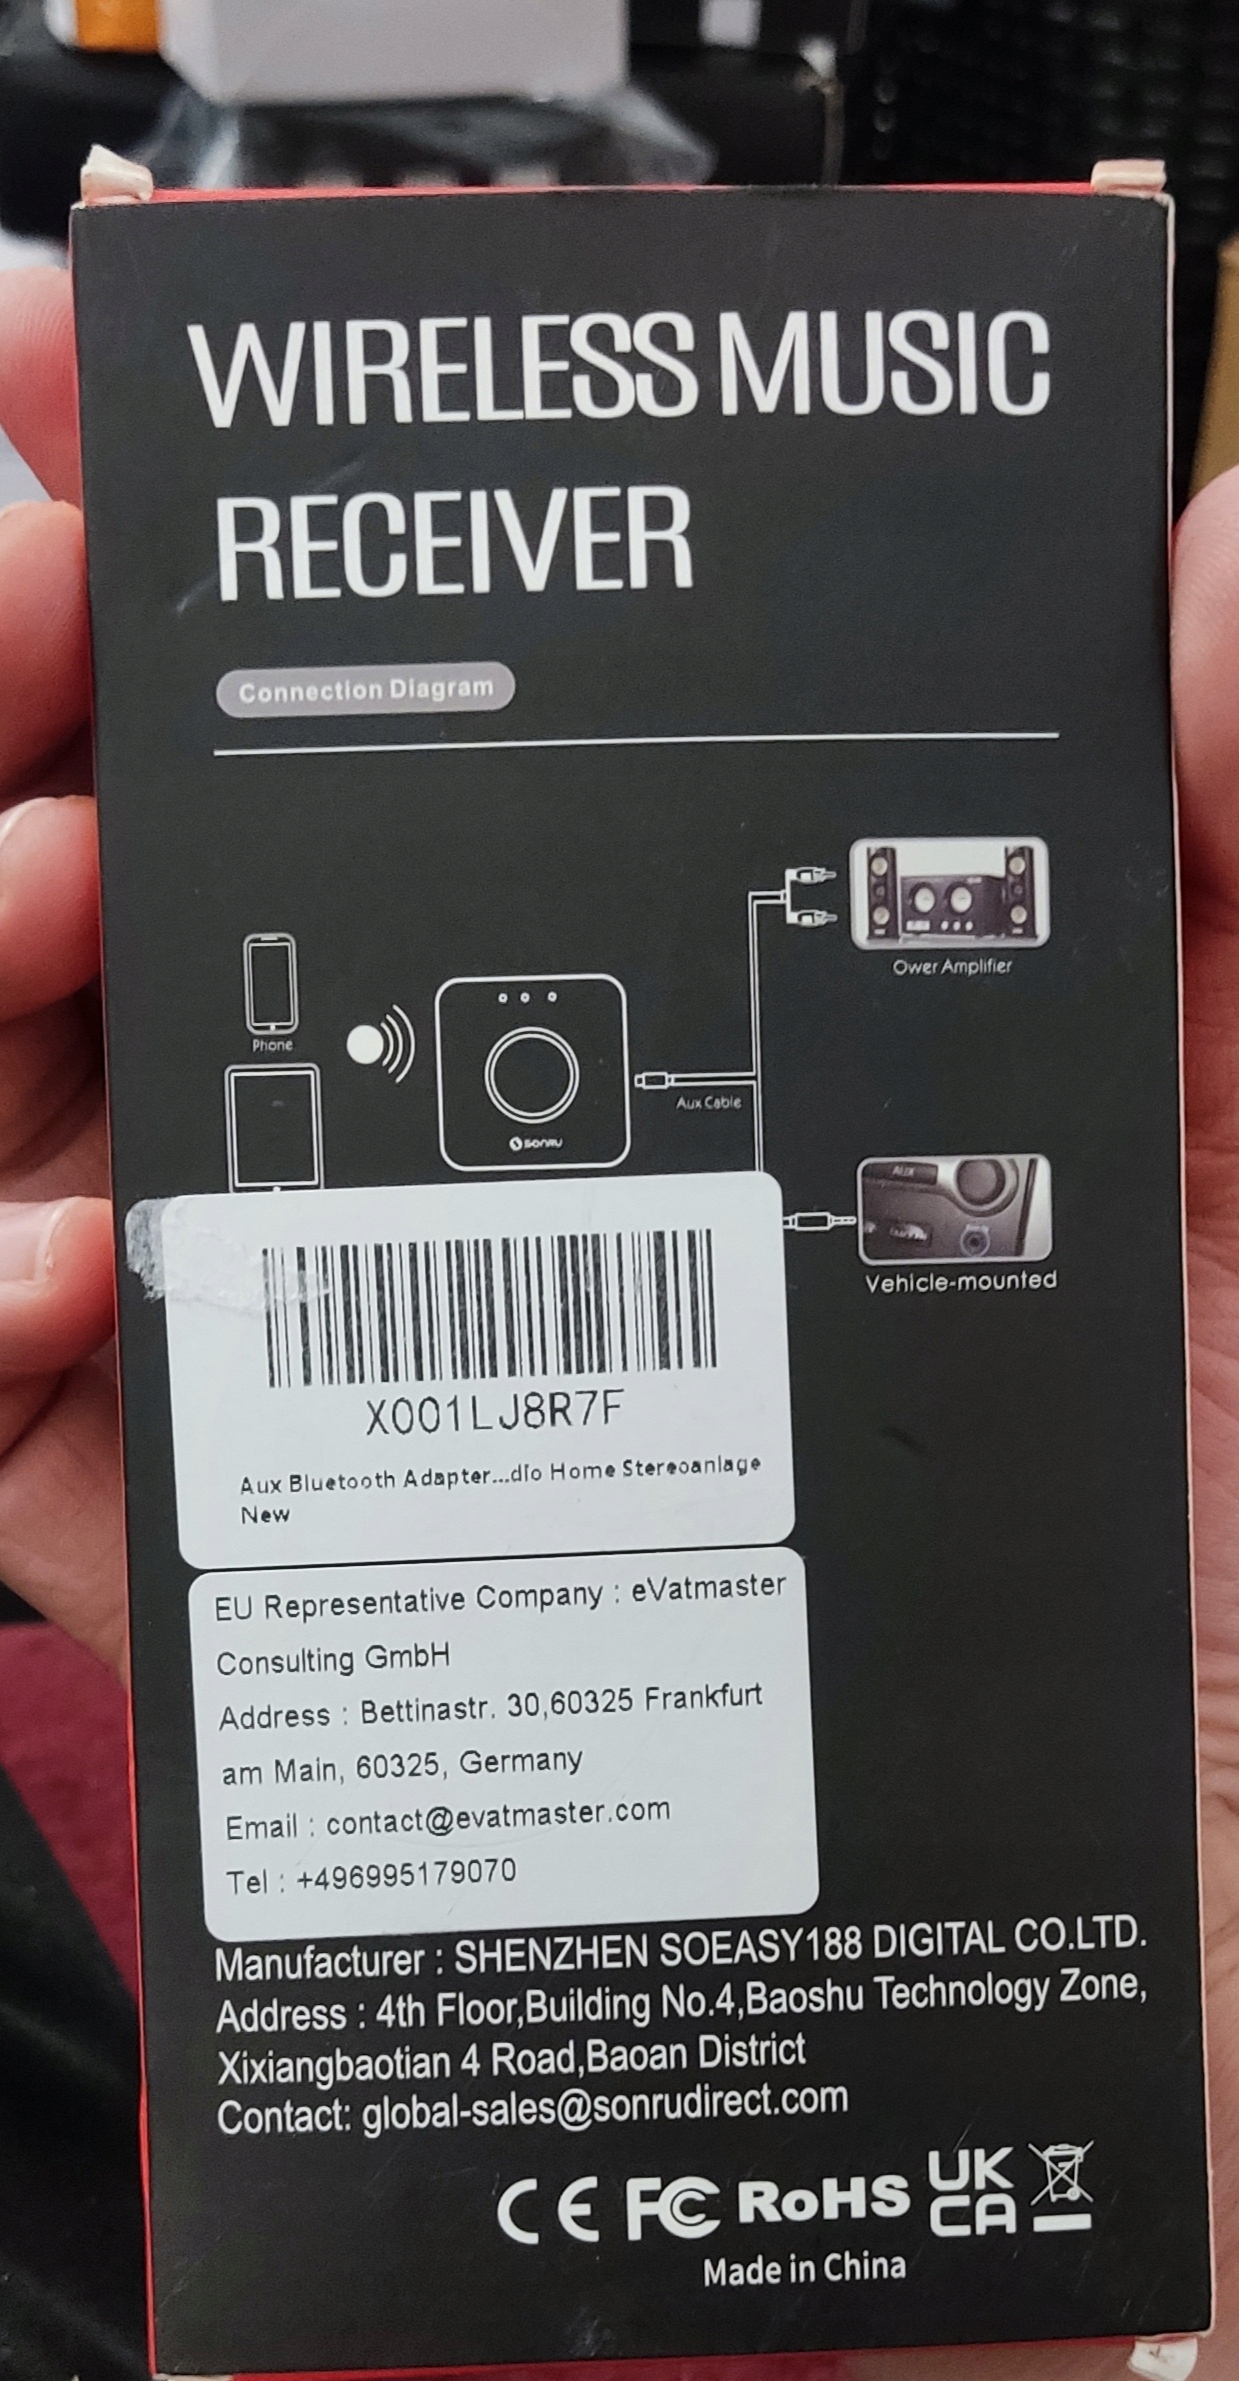 WIRELESS MUSIC
RECEIVER
Connection Diagram
Ower Amplifier
Phone
Aux Cable
SONRU
AUX
Vehicle-mounted
X001LJ8R7F
Aux Bluetooth Adapter...dio Home Stereoanlage
New
EU Representative Company : eVatmaster
Consulting GmbH
Address : Bettinastr. 30,60325 Frankfurt
am Main, 60325, Germany
Email : contact@evatmaster.com
Tel : +496995179070
Manufacturer : SHENZHEN SOEASY188 DIGITAL CO.LTD.
Address : 4th Floor,Building No.4,Baoshu Technology Zone,
Xixiangbaotian 4 Road,Baoan District
Contact: global-sales@sonrudirect.com
CE FC RoHS UK
CA
Made in China